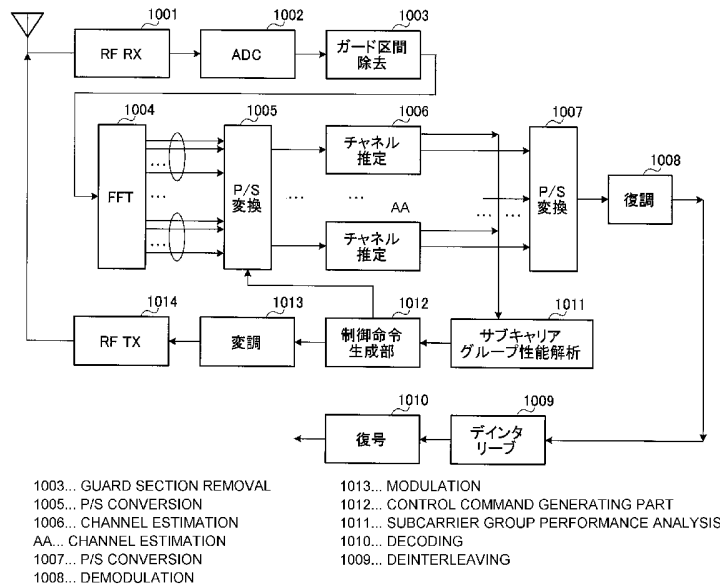 1001
1002
1003
RF RX
ADC
ガード区間
除去
1004
1005
1006
1007
1008
FFT
...
...
...
P/S
変換
チャネル
推定
... ...
AA
チャネル
推定
... ...
P/S
変換
復調
1014
1013
1012
1011
RF TX
変調
制御命令
生成部
サブキャリア
グループ性能解析
1010
1009
復号
デインタ
リーブ
1003... GUARD SECTION REMOVAL
1005... P/S CONVERSION
1006... CHANNEL ESTIMATION
AA... CHANNEL ESTIMATION
1007... P/S CONVERSION
1008... DEMODULATION
1013... MODULATION
1012... CONTROL COMMAND GENERATING PART
1011... SUBCARRIER GROUP PERFORMANCE ANALYSIS
1010... DECODING
1009... DEINTERLEAVING